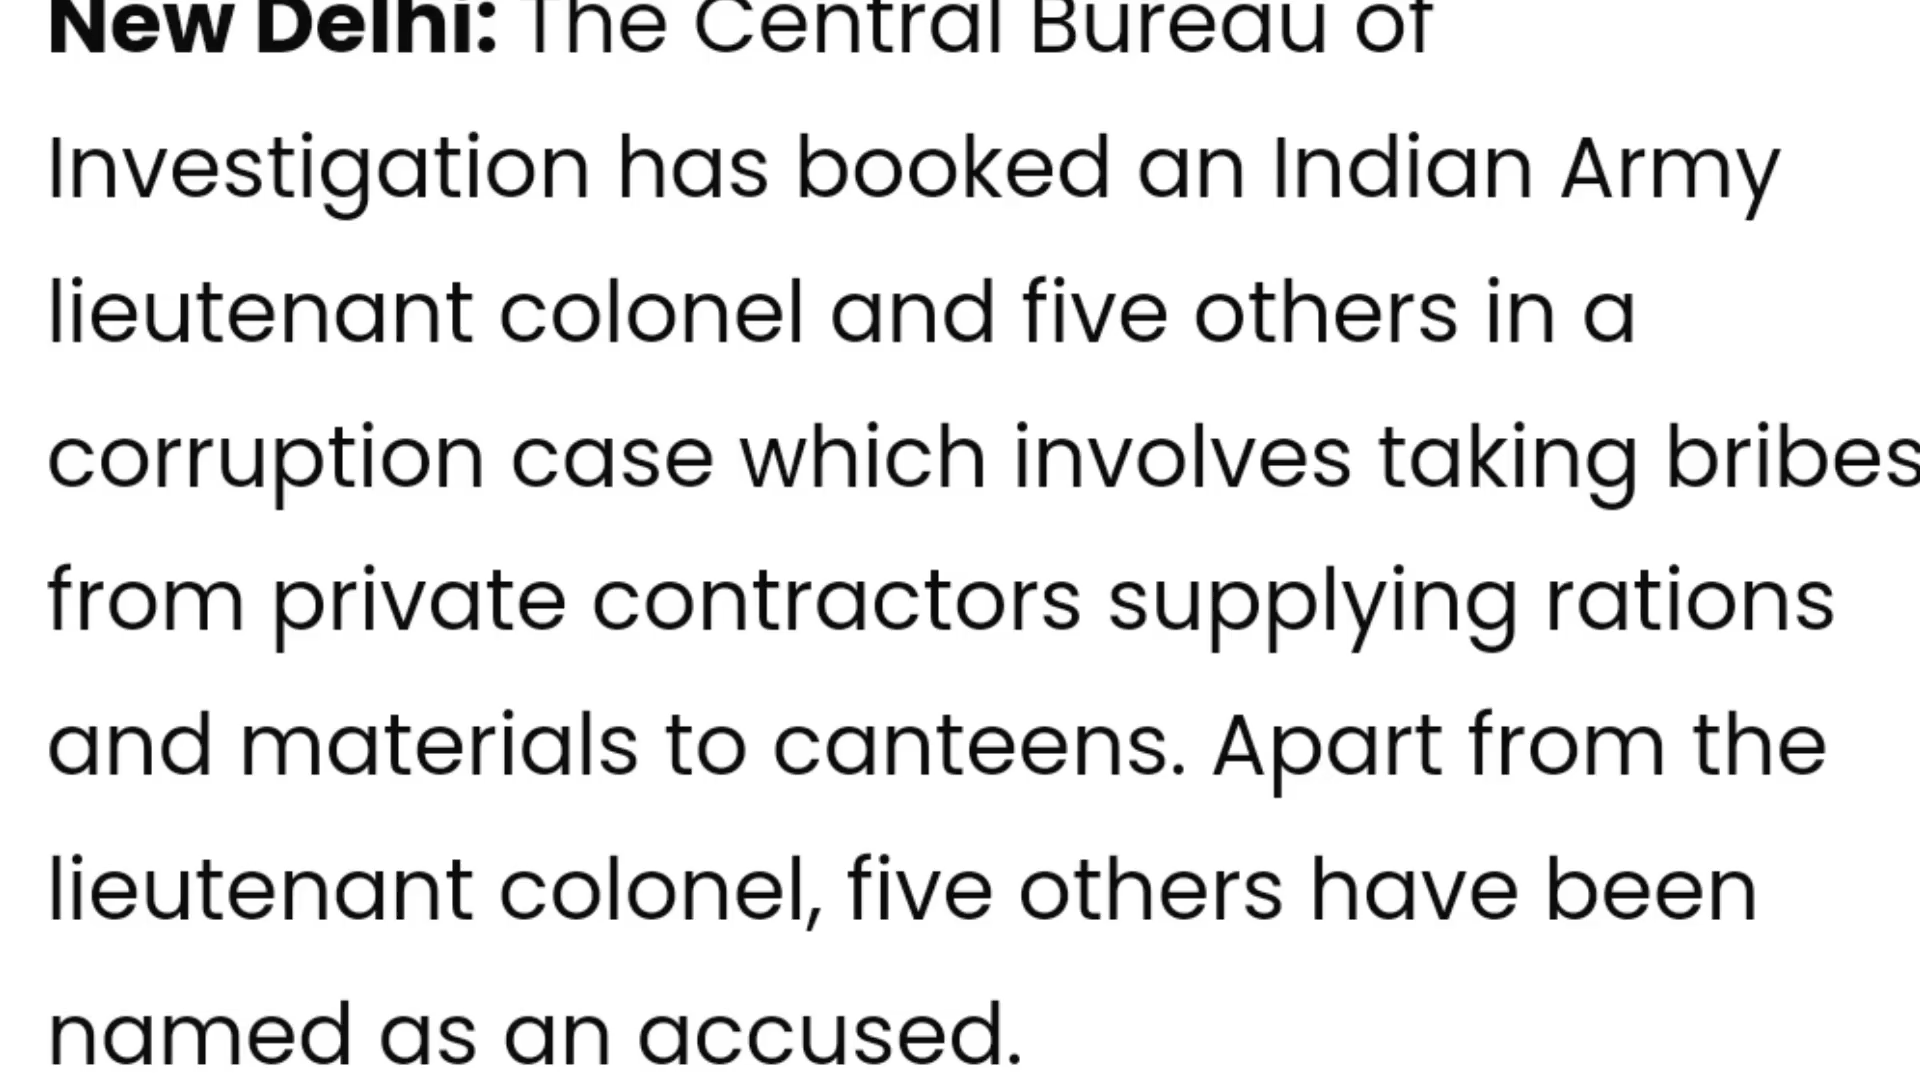 New Delhi: The Central Bureau of
Investigation has booked an Indian Army
lieutenant colonel and five others in a
corruption case which involves taking bribes
from private contractors supplying rations
and materials to canteens. Apart from the
lieutenant colonel, five others have been
named as an accused.